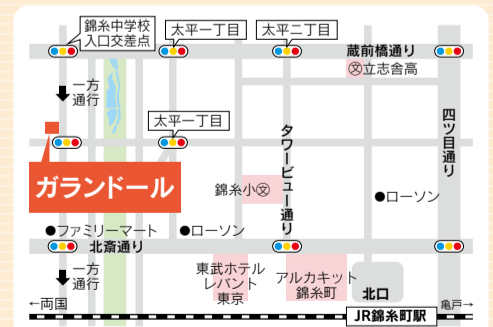 錦糸中学校
入口交差点
太平一丁目
太平二丁目
蔵前橋通り
文立志舎高
一方
通行
太平一丁目
四ツ目通り
タワービュー通り
ガランドール
錦糸小文
●ローソン
●ファミリーマート
●ローソン
北斎通り
一方
通行
東武ホテル
レバント
東京
アルカキット
錦糸町
北口
←両国
亀戸→
JR錦糸町駅